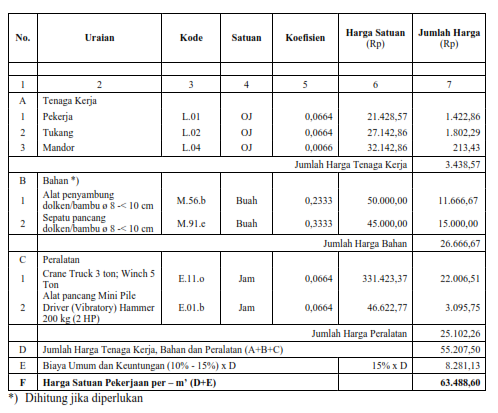 No. Uraian Kode Satuan Koefisien Harga Satuan (Rp) Jumlah Harga (Rp)
1 2 3 4 5 6 7
A Tenaga Kerja
1 Pekerja L.01 OJ 0,0664 21.428,57 1.422,86
2 Tukang L.02 OJ 0,0664 27.142,86 1.802,29
3 Mandor L.04 OJ 0,0066 32.142,86 213,43
Jumlah Harga Tenaga Kerja 3.438,57
B Bahan *)
1 Alat penyambung dolken/bambu ø 8 -< 10 cm M.56.b Buah 0,2333 50.000,00 11.666,67
2 Sepatu pancang dolken/bambu ø 8 -< 10 cm M.91.e Buah 0,3333 45.000,00 15.000,00
Jumlah Harga Bahan 26.666,67
C Peralatan
1 Crane Truck 3 ton; Winch 5 Ton E.11.o Jam 0,0664 331.423,37 22.006,51
2 Alat pancang Mini Pile Driver (Vibratory) Hammer 200 kg (2 HP) E.01.b Jam 0,0664 46.622,77 3.095,75
Jumlah Harga Peralatan 25.102,26
D Jumlah Harga Tenaga Kerja, Bahan dan Peralatan (A+B+C) 55.207,50
E Biaya Umum dan Keuntungan (10% - 15%) x D 15% x D 8.281,13
F Harga Satuan Pekerjaan per – m’ (D+E) 63.488,60
*) Dihitung jika diperlukan